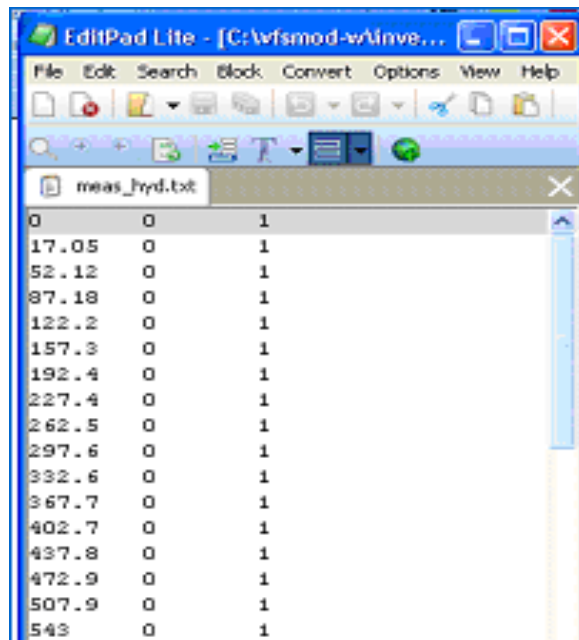 EditPad Lite - [C:\vfsmod-w\inve...
File Edit Search Block Convert Options View Help
meas_hyd.txt
0 0 1
17.05 0 1
52.12 0 1
87.18 0 1
122.2 0 1
157.3 0 1
192.4 0 1
227.4 0 1
262.5 0 1
297.6 0 1
332.6 0 1
367.7 0 1
402.7 0 1
437.8 0 1
472.9 0 1
507.9 0 1
543 0 1